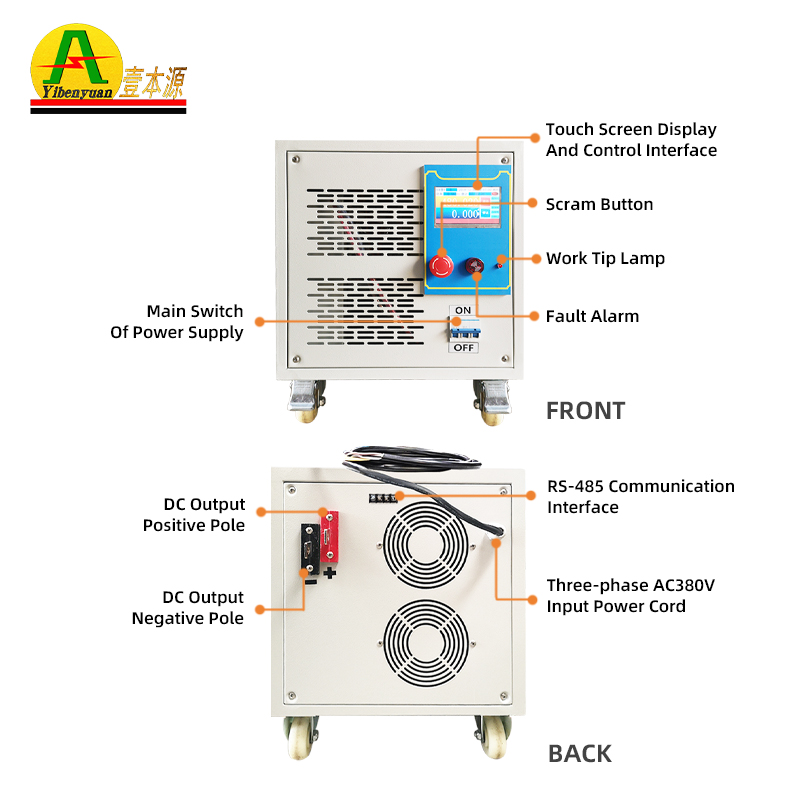 A
Yibenyuan
壹本源
Touch Screen Display
And Control Interface
Scram Button
Work Tip Lamp
Fault Alarm
Main Switch
Of Power Supply
0.000
ON
OFF
FRONT
DC Output
Positive Pole
RS-485 Communication
Interface
DC Output
Negative Pole
- +
Three-phase AC380V
Input Power Cord
BACK